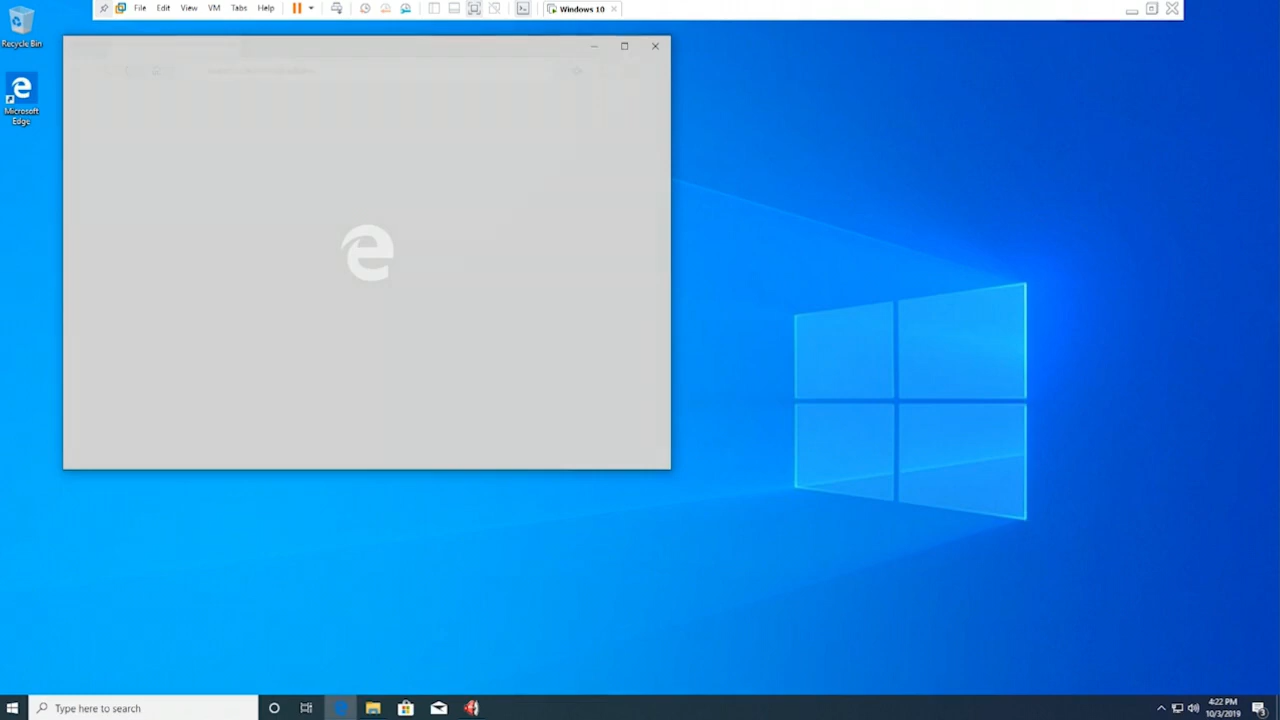 File Edit View VM Tabs Help Windows 10
Recycle Bin
Microsoft
Edge
Type here to search
4:22 PM
10/3/2019
3